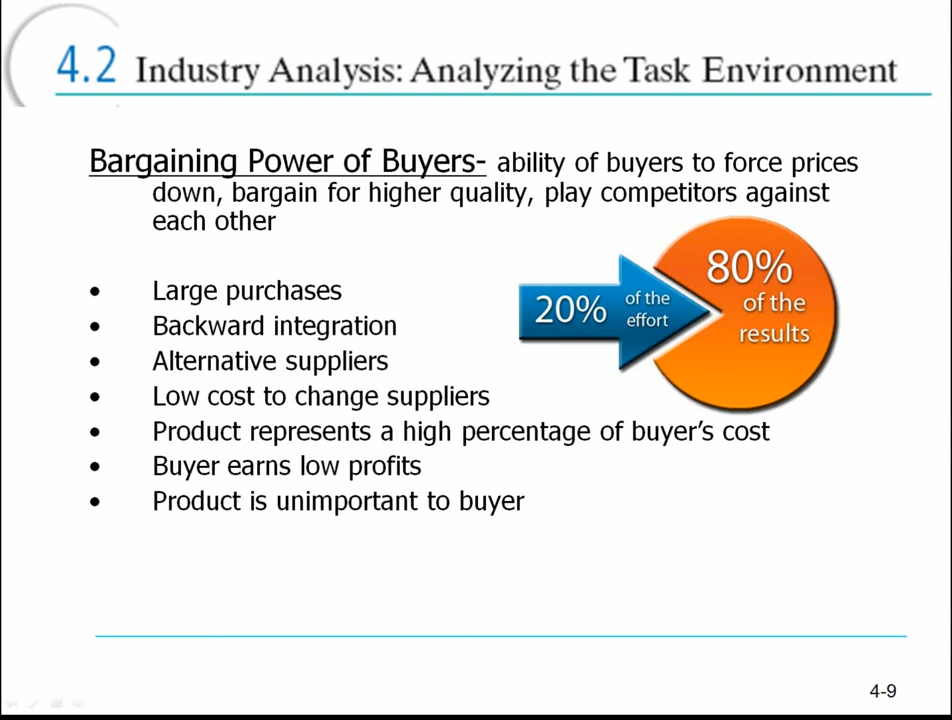 4.2 Industry Analysis: Analyzing the Task Environment
Bargaining Power of Buyers- ability of buyers to force prices
down, bargain for higher quality, play competitors against
each other
• Large purchases
• Backward integration
• Alternative suppliers
• Low cost to change suppliers
• Product represents a high percentage of buyer’s cost
• Buyer earns low profits
• Product is unimportant to buyer
20% of the
effort
80%
of the
results
4-9